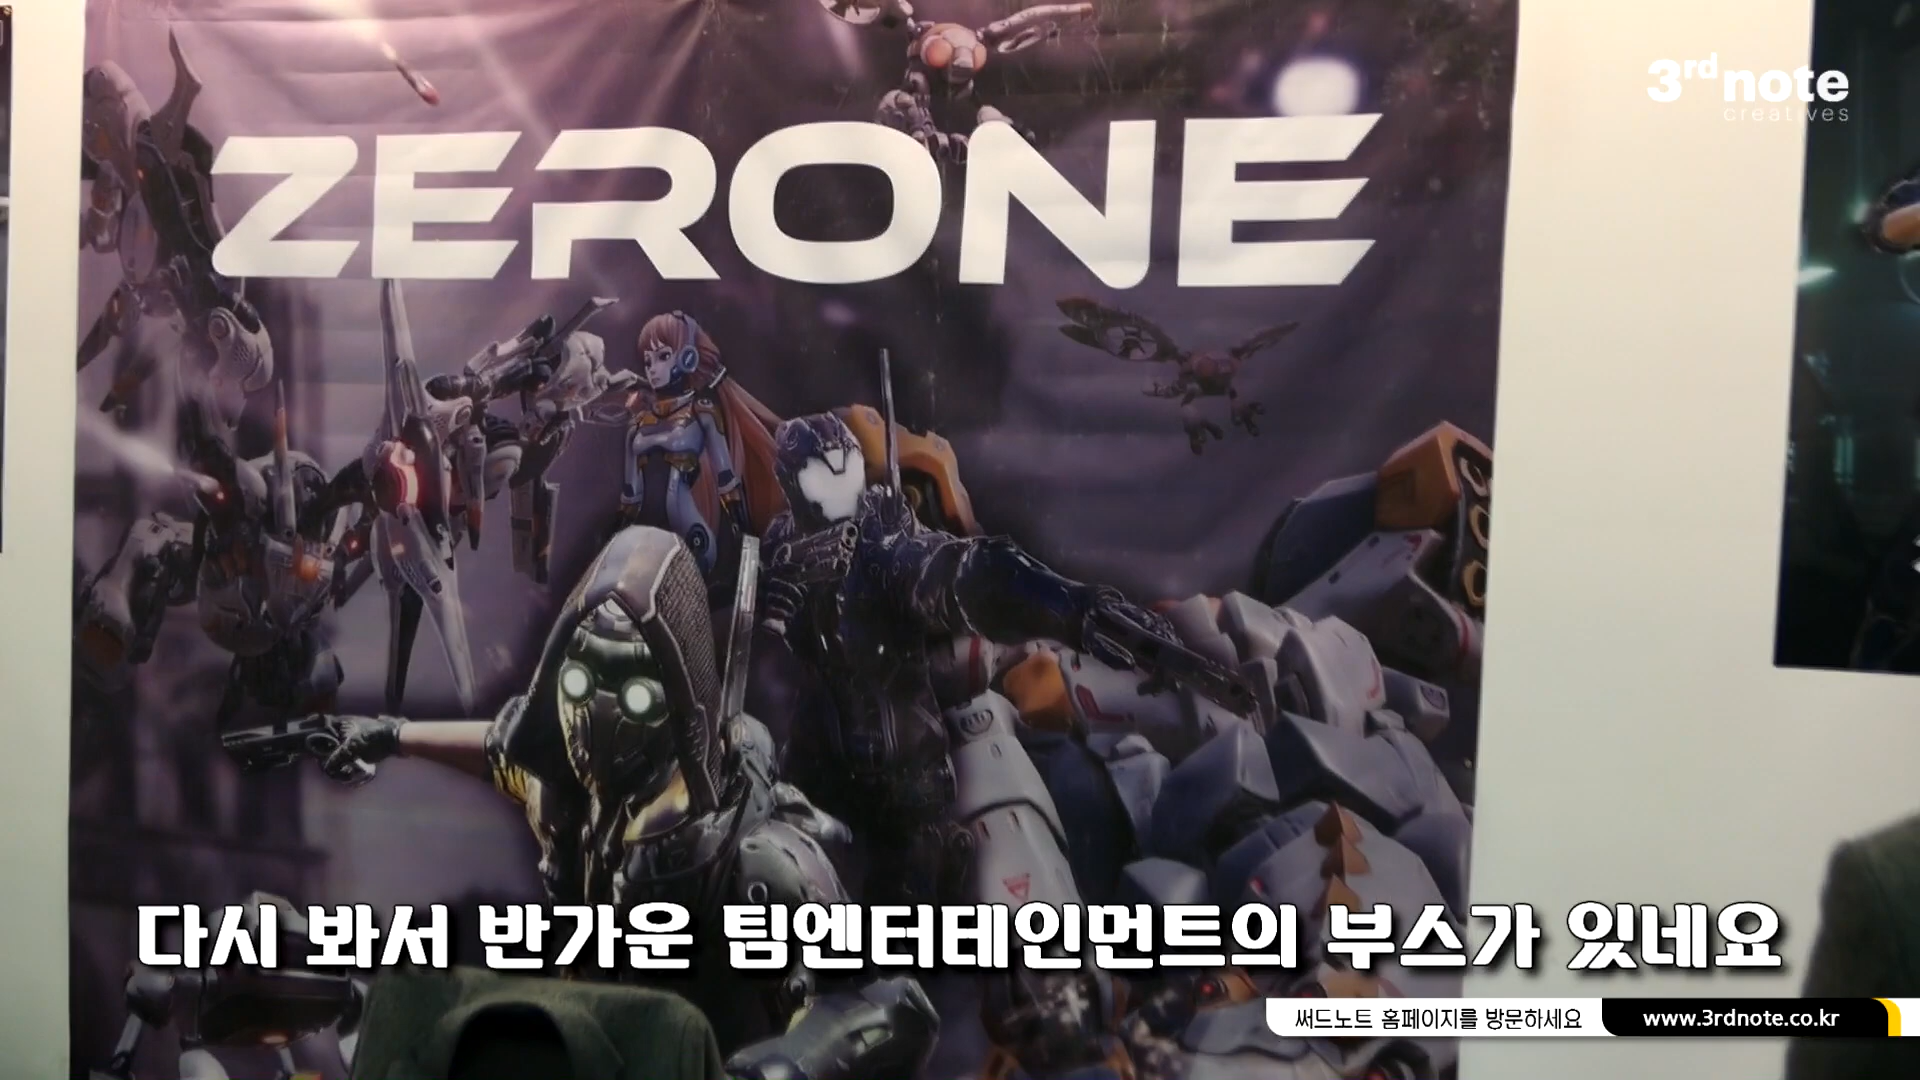 3rd note
creatives
ZERONE
다시 봐서 반가운 팀엔터테인먼트의 부스가 있네요
써드노트 홈페이지를 방문하세요 www.3rdnote.co.kr